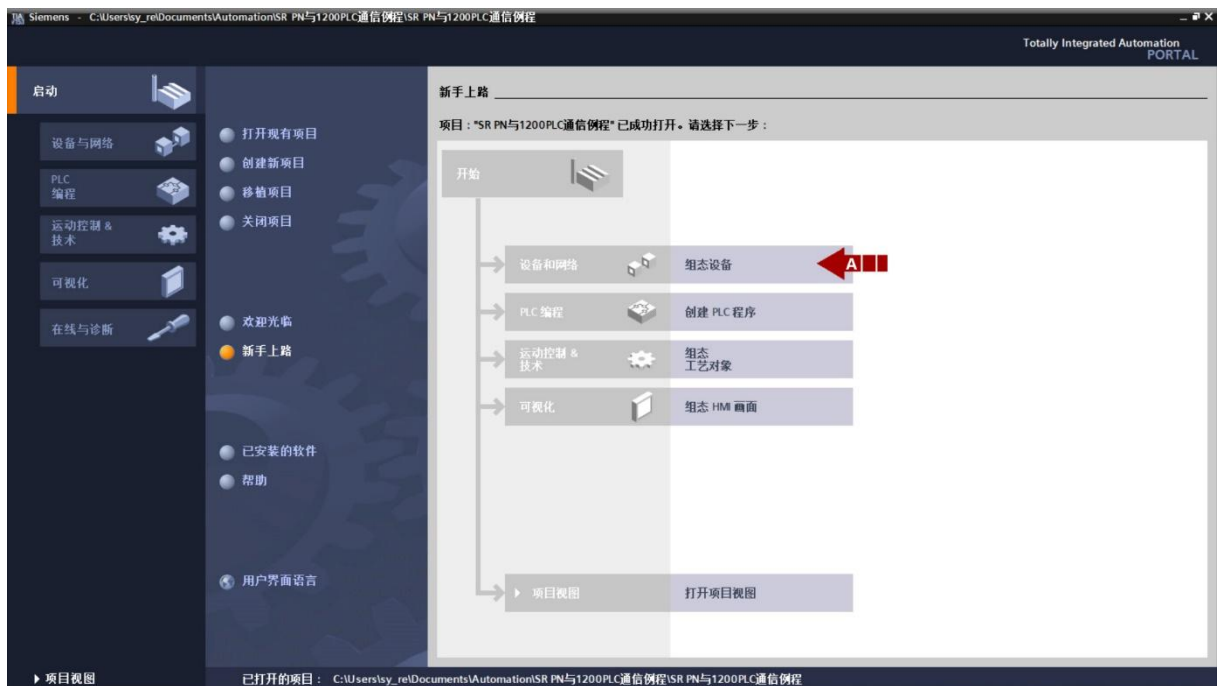 Siemens - C:\Users\sy_re\Documents\Automation\SR PN与1200PLC通信例程\SR PN与1200PLC通信例程
Totally Integrated Automation
PORTAL
启动
设备与网络
PLC
编程
运动控制 &
技术
可视化
在线与诊断
打开现有项目
创建新项目
移植项目
关闭项目
欢迎光临
新手上路
已安装的软件
帮助
用户界面语言
新手上路
项目："SR PN与1200PLC通信例程" 已成功打开。请选择下一步：
开始
设备和网络
组态设备
A
PLC 编程
创建 PLC 程序
运动控制 &
技术
组态
工艺对象
可视化
组态 HMI 画面
项目视图
打开项目视图
项目视图
已打开的项目： C:\Users\sy_re\Documents\Automation\SR PN与1200PLC通信例程\SR PN与1200PLC通信例程